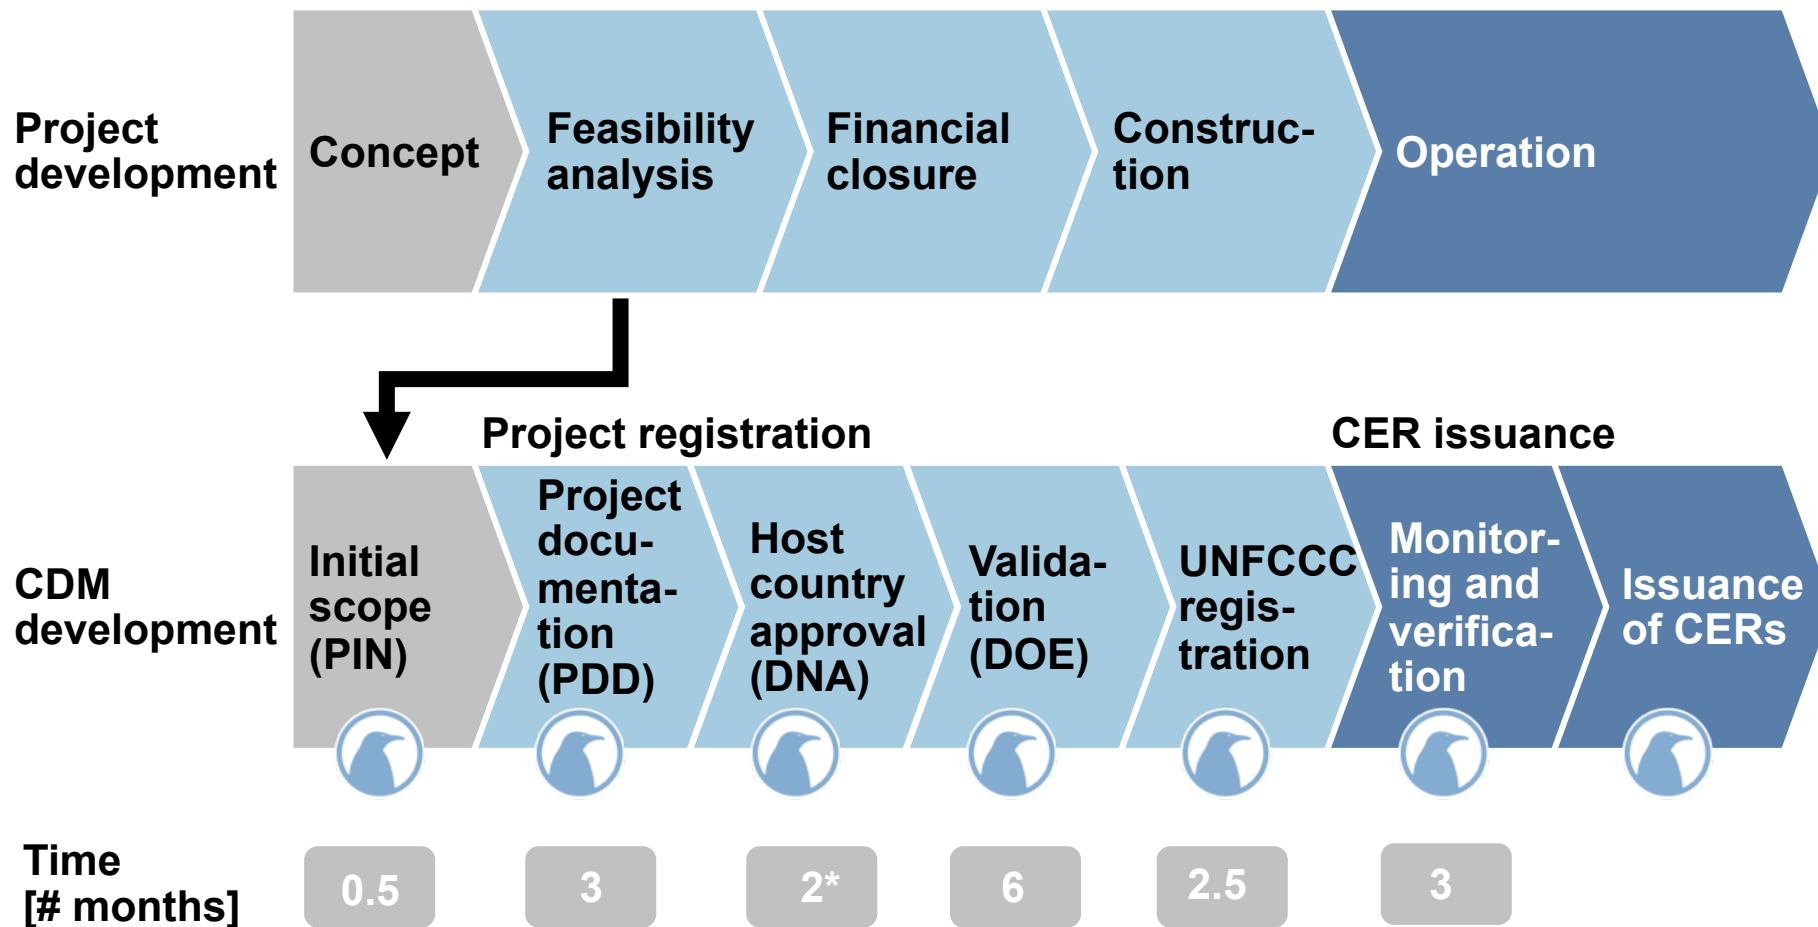 Project
development
Concept
Feasibility
analysis
Financial
closure
Construc-
tion
Operation
Project registration
CER issuance
CDM
development
Initial
scope
(PIN)
Project
docu-
menta-
tion
(PDD)
Host
country
approval
(DNA)
Valida-
tion
(DOE)
UNFCCC
regis-
tration
Monitor-
ing and
verifica-
tion
Issuance
of CERs
Time
[# months]
0.5
3
2*
6
2.5
3